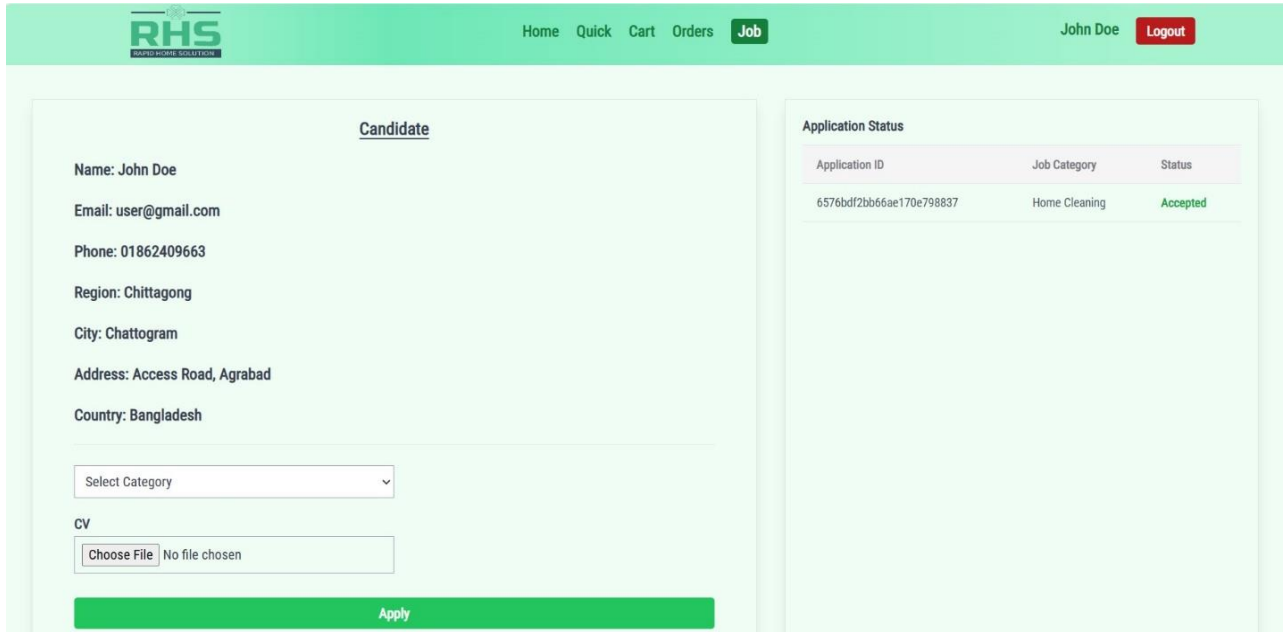 RHS
RAPID HOME SOLUTION
Home Quick Cart Orders Job
John Doe Logout
Candidate
Name: John Doe
Email: user@gmail.com
Phone: 01862409663
Region: Chittagong
City: Chattogram
Address: Access Road, Agrabad
Country: Bangladesh
Select Category
CV
Choose File No file chosen
Apply
Application Status
Application ID Job Category Status
6576bdf2bb66ae170e798837 Home Cleaning Accepted